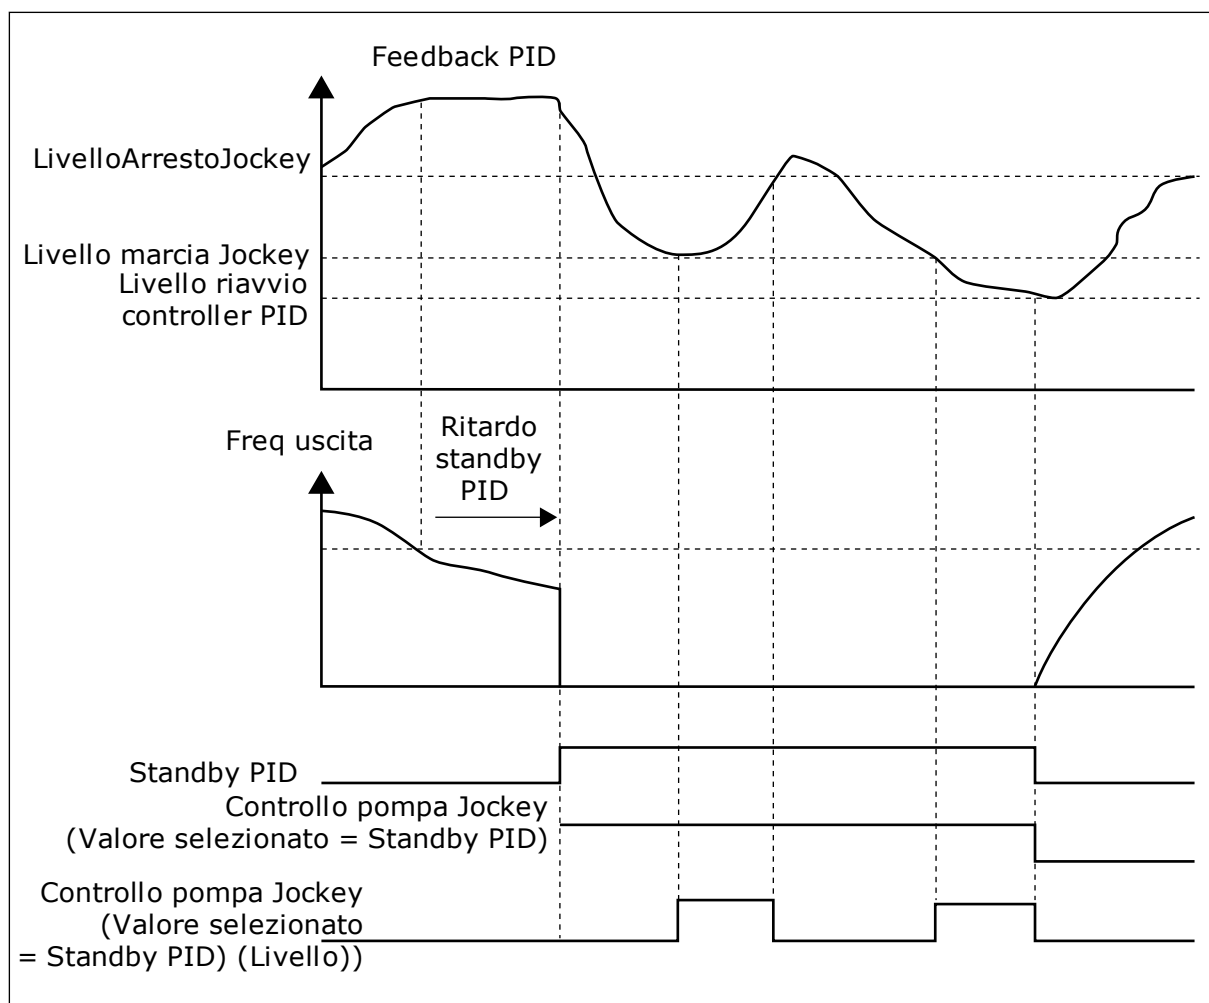 Feedback PID
LivelloArrestoJockey
Livello marcia Jockey
Livello riavvio
controller PID
Freq uscita
Ritardo
standby
PID
Standby PID
Controllo pompa Jockey
(Valore selezionato = Standby PID)
Controllo pompa Jockey
(Valore selezionato
= Standby PID) (Livello))